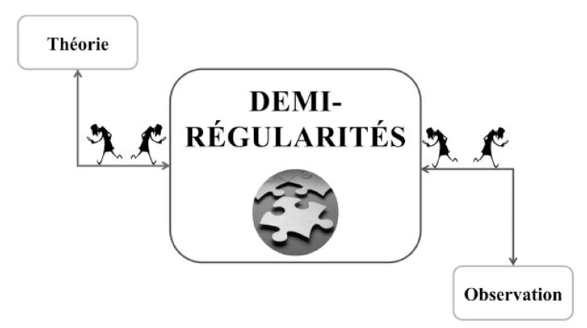 Théorie
DEMI-
RÉGULARITÉS
Observation